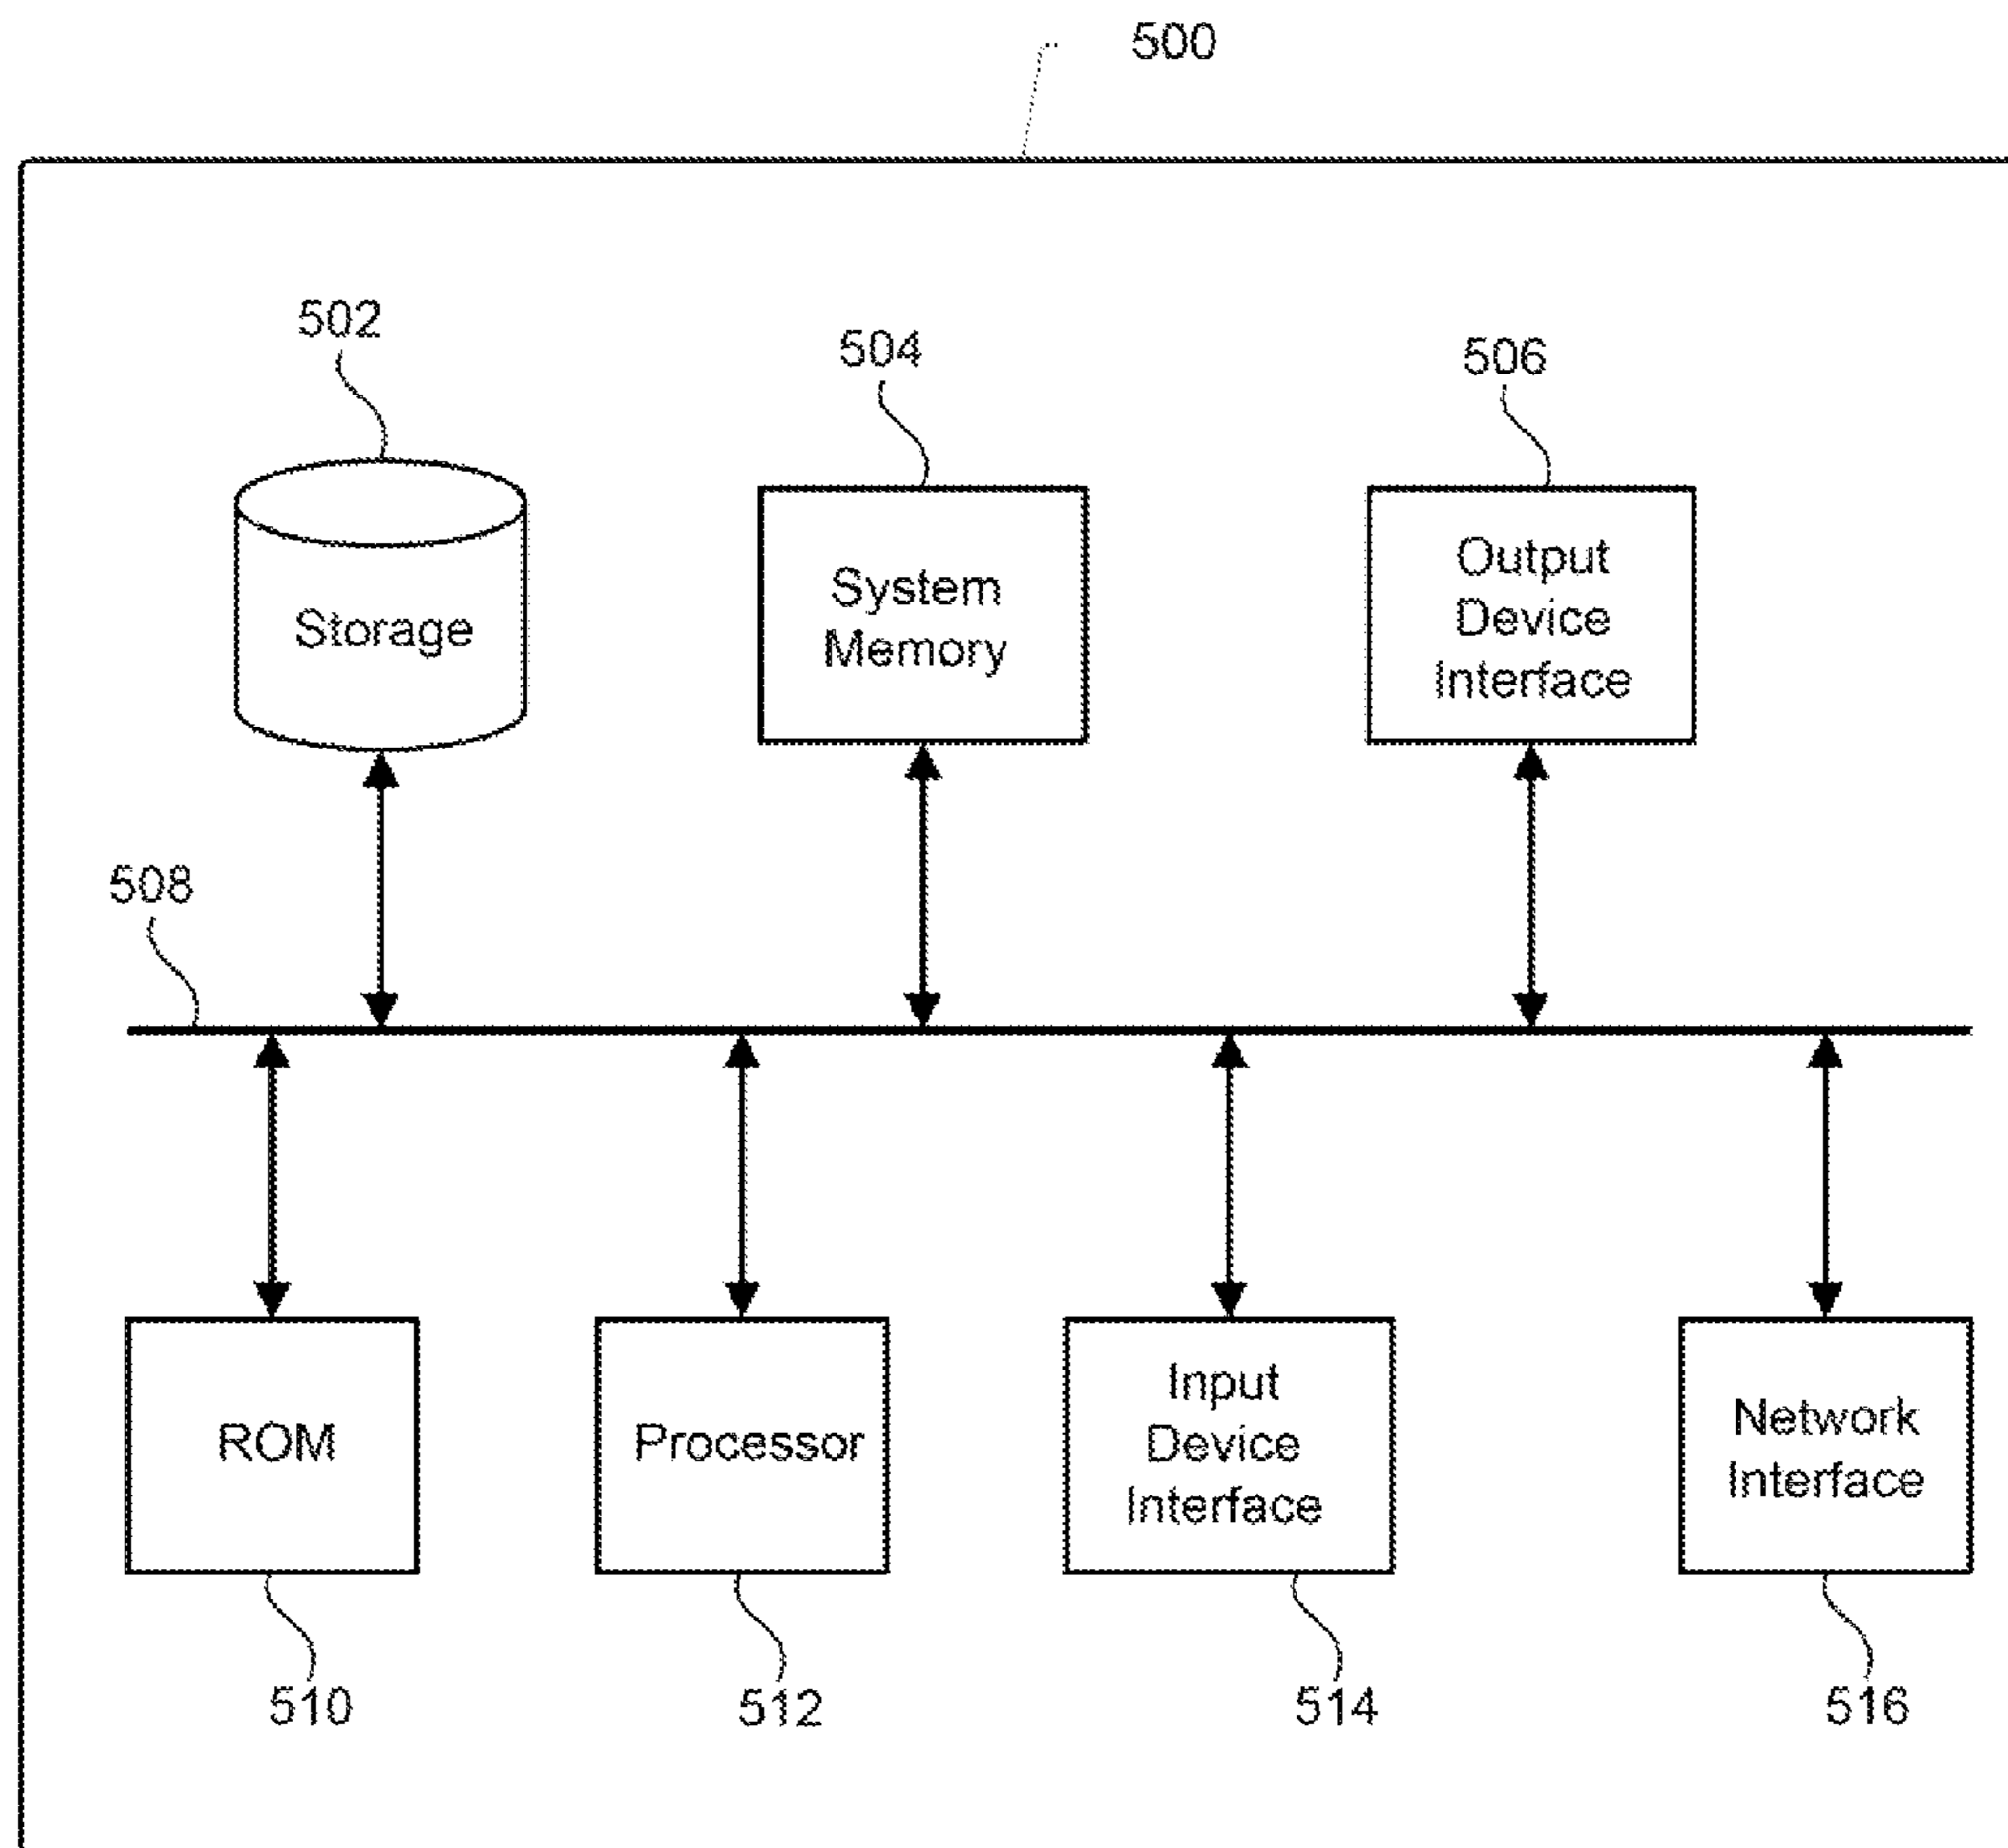 500
502
504
506
Storage
System
Memory
Output
Device
Interface
508
ROM
Processor
Input
Device
Interface
Network
Interface
510
512
514
516